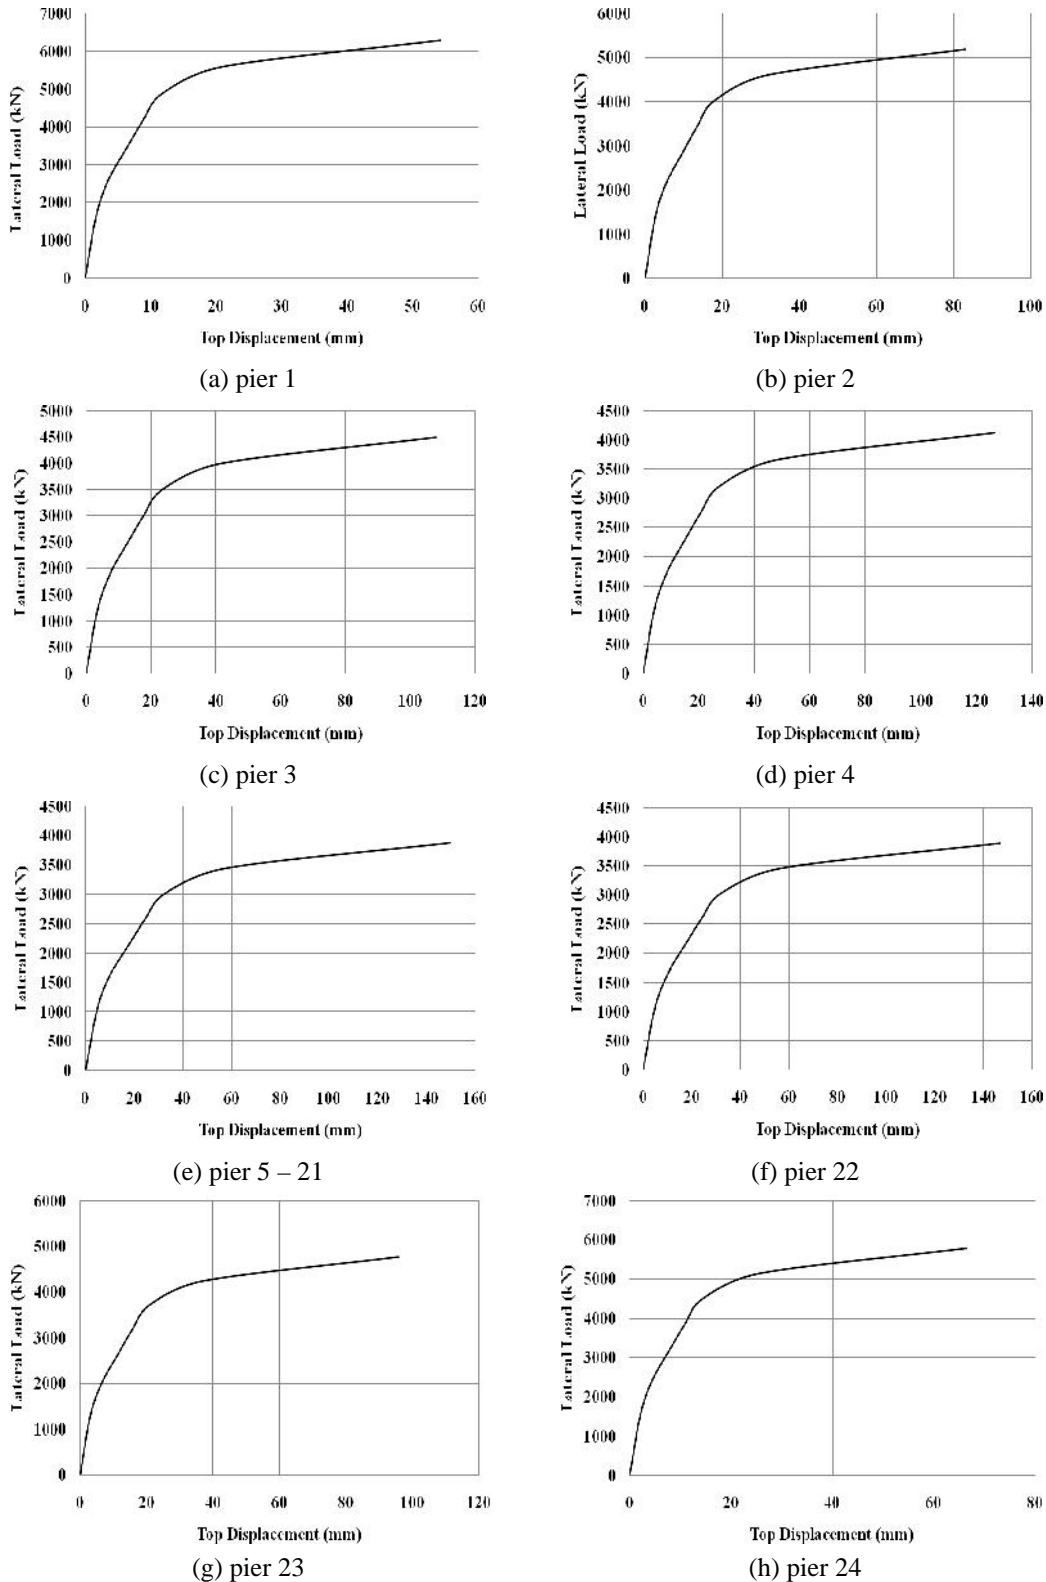 7000
6000
5000
4000
3000
2000
1000
0
Lateral Load (kN)
0 10 20 30 40 50 60
Top Displacement (mm)
(a) pier 1
6000
5000
4000
3000
2000
1000
0
Lateral Load (kN)
0 20 40 60 80 100
Top Displacement (mm)
(b) pier 2
5000
4500
4000
3500
3000
2500
2000
1500
1000
500
0
Lateral Load (kN)
0 20 40 60 80 100 120
Top Displacement (mm)
(c) pier 3
4500
4000
3500
3000
2500
2000
1500
1000
500
0
Lateral Load (kN)
0 20 40 60 80 100 120 140
Top Displacement (mm)
(d) pier 4
4500
4000
3500
3000
2500
2000
1500
1000
500
0
Lateral Load (kN)
0 20 40 60 80 100 120 140 160
Top Displacement (mm)
(e) pier 5 – 21
4500
4000
3500
3000
2500
2000
1500
1000
500
0
Lateral Load (kN)
0 20 40 60 80 100 120 140 160
Top Displacement (mm)
(f) pier 22
6000
5000
4000
3000
2000
1000
0
Lateral Load (kN)
0 20 40 60 80 100 120
Top Displacement (mm)
(g) pier 23
7000
6000
5000
4000
3000
2000
1000
0
Lateral Load (kN)
0 20 40 60 80
Top Displacement (mm)
(h) pier 24